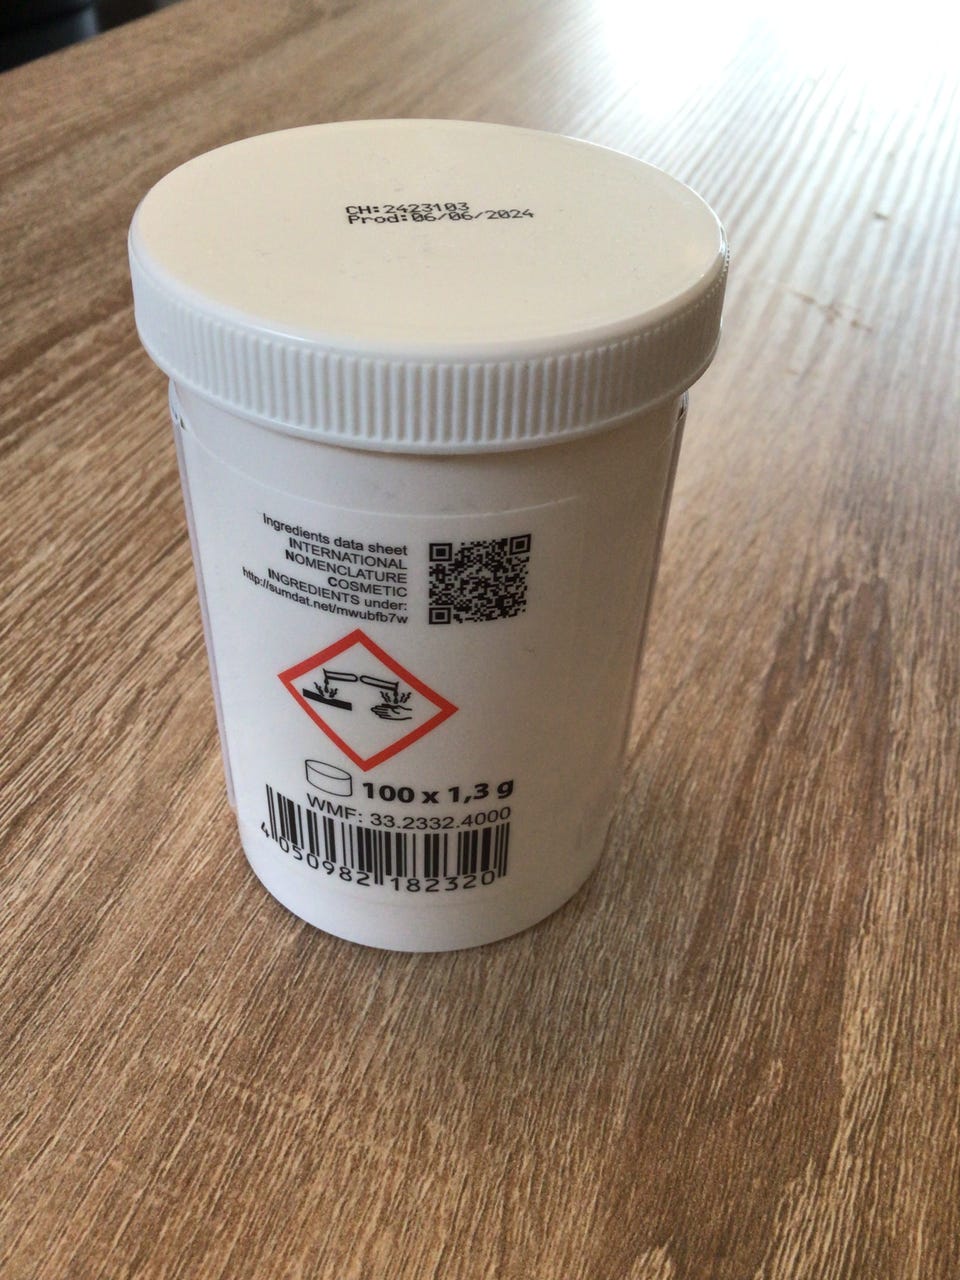 CH:2423103
Prod:06/06/2024
Ingredients data sheet
INTERNATIONAL
NOMENCLATURE
COSMETIC
INGREDIENTS under:
http://sumdat.net/mwubfb7w
100 x 1,3 g
WMF: 33.2332.4000
4 050982 182320